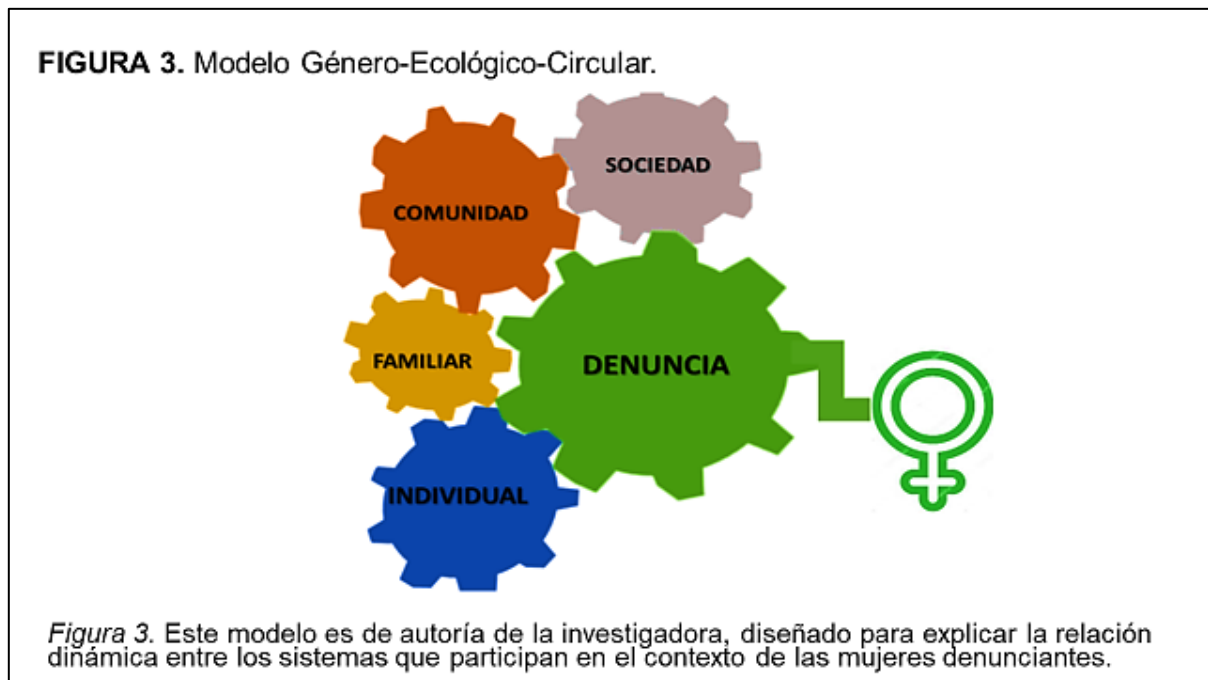 FIGURA 3. Modelo Género-Ecológico-Circular.
SOCIEDAD
COMUNIDAD
FAMILIAR
DENUNCIA
INDIVIDUAL
Figura 3. Este modelo es de autoría de la investigadora, diseñado para explicar la relación
dinámica entre los sistemas que participan en el contexto de las mujeres denunciantes.